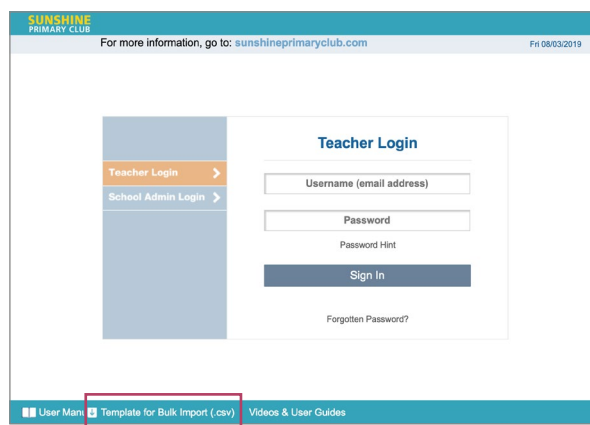 SUNSHINE
PRIMARY CLUB
For more information, go to: sunshineprimaryclub.com
Fri 08/03/2019
Teacher Login
Teacher Login
School Admin Login
Username (email address)
Password
Password Hint
Sign In
Forgotten Password?
User Manu Template for Bulk Import (.csv) Videos & User Guides